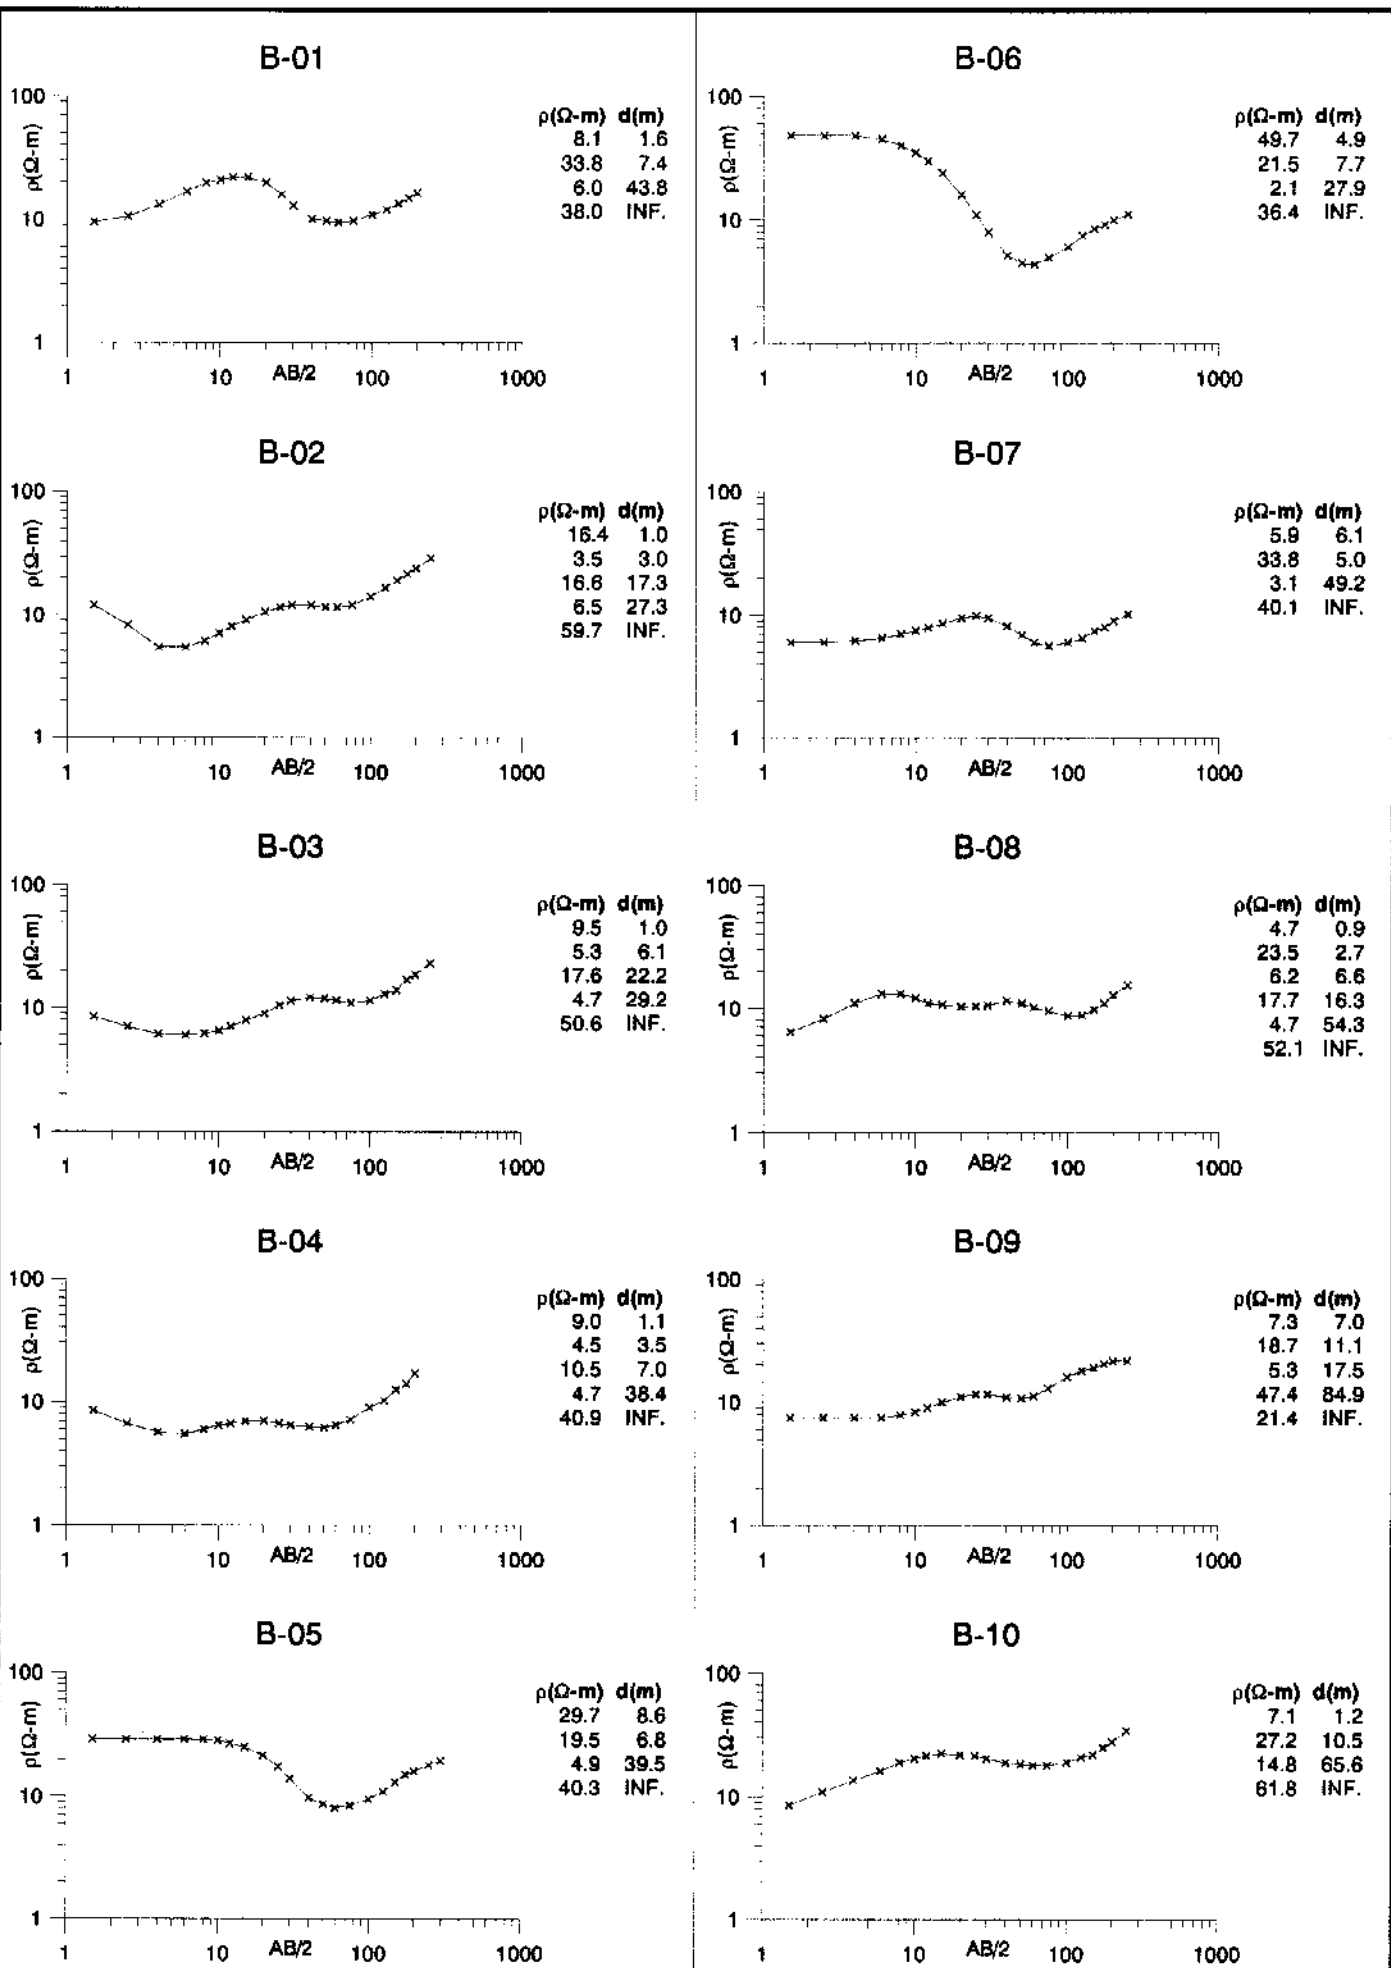 B-01
100
10
1
ρ(Ω-m)
1 10 AB/2 100 1000
ρ(Ω-m) d(m)
8.1 1.6
33.8 7.4
6.0 43.8
38.0 INF.
B-02
100
10
1
ρ(Ω-m)
1 10 AB/2 100 1000
ρ(Ω-m) d(m)
16.4 1.0
3.5 3.0
16.6 17.3
6.5 27.3
59.7 INF.
B-03
100
10
1
ρ(Ω-m)
1 10 AB/2 100 1000
ρ(Ω-m) d(m)
9.5 1.0
5.3 6.1
17.6 22.2
4.7 29.2
50.6 INF.
B-04
100
10
1
ρ(Ω-m)
1 10 AB/2 100 1000
ρ(Ω-m) d(m)
9.0 1.1
4.5 3.5
10.5 7.0
4.7 38.4
40.9 INF.
B-05
100
10
1
ρ(Ω-m)
1 10 AB/2 100 1000
ρ(Ω-m) d(m)
29.7 8.6
19.5 6.8
4.9 39.5
40.3 INF.
B-06
100
10
1
ρ(Ω-m)
1 10 AB/2 100 1000
ρ(Ω-m) d(m)
49.7 4.9
21.5 7.7
2.1 27.9
36.4 INF.
B-07
100
10
1
ρ(Ω-m)
1 10 AB/2 100 1000
ρ(Ω-m) d(m)
5.9 6.1
33.8 5.0
3.1 49.2
40.1 INF.
B-08
100
10
1
ρ(Ω-m)
1 10 AB/2 100 1000
ρ(Ω-m) d(m)
4.7 0.9
23.5 2.7
6.2 6.6
17.7 16.3
4.7 54.3
52.1 INF.
B-09
100
10
1
ρ(Ω-m)
1 10 AB/2 100 1000
ρ(Ω-m) d(m)
7.3 7.0
18.7 11.1
5.3 17.5
47.4 84.9
21.4 INF.
B-10
100
10
1
ρ(Ω-m)
1 10 AB/2 100 1000
ρ(Ω-m) d(m)
7.1 1.2
27.2 10.5
14.8 65.6
61.8 INF.